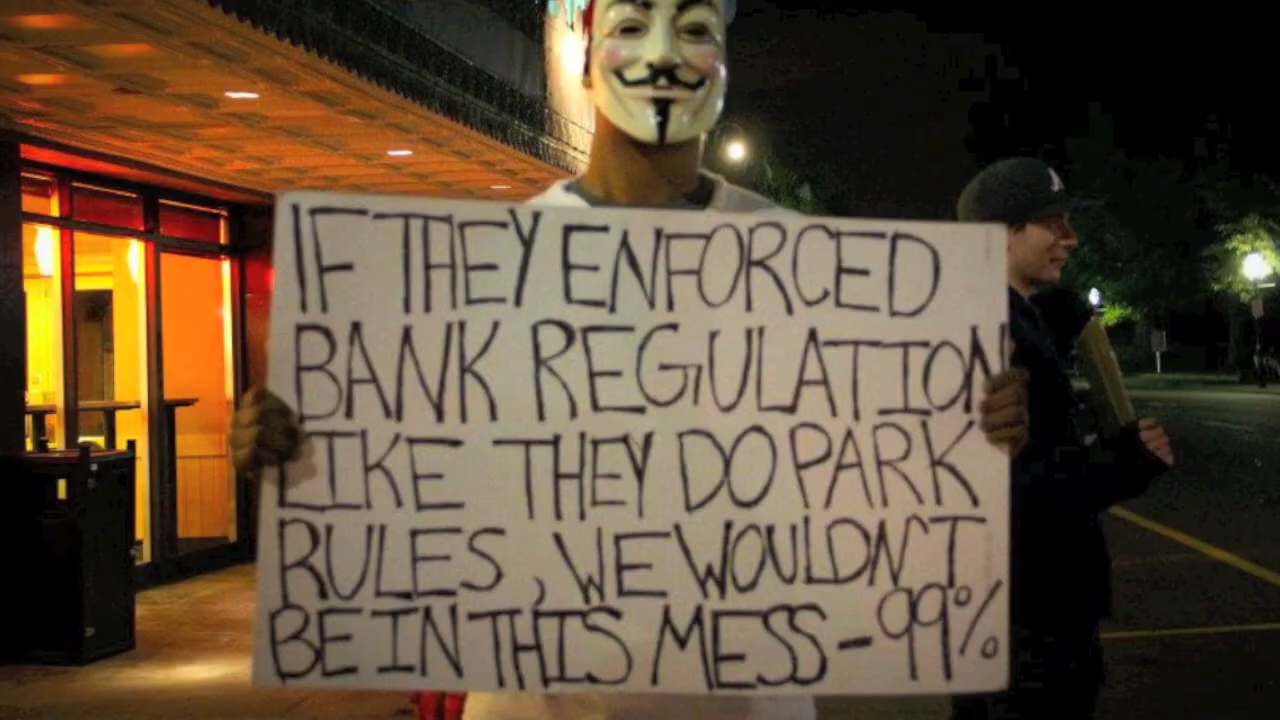 IF THEY ENFORCED
BANK REGULATION
LIKE THEY DO PARK
RULES, WE WOULDN'T
BE IN THIS MESS - 99%